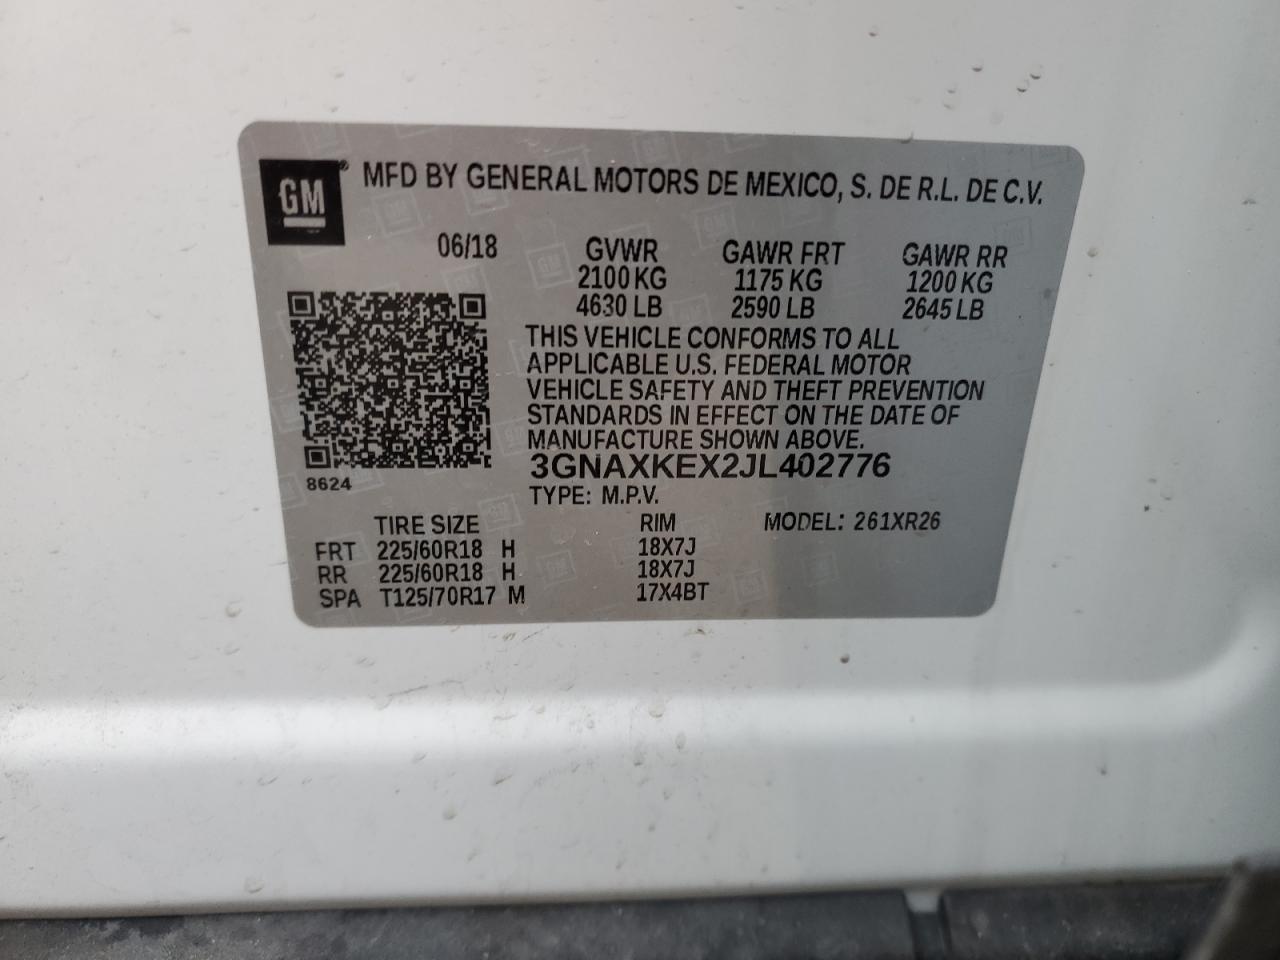 GM® MFD BY GENERAL MOTORS DE MEXICO, S. DE R.L. DE C.V.
06/18 GVWR GAWR FRT GAWR RR
2100 KG 1175 KG 1200 KG
4630 LB 2590 LB 2645 LB
THIS VEHICLE CONFORMS TO ALL
APPLICABLE U.S. FEDERAL MOTOR
VEHICLE SAFETY AND THEFT PREVENTION
STANDARDS IN EFFECT ON THE DATE OF
MANUFACTURE SHOWN ABOVE.
3GNAXKEX2JL402776
8624 TYPE: M.P.V.
TIRE SIZE RIM MODEL: 261XR26
FRT 225/60R18 H 18X7J
RR 225/60R18 H 18X7J
SPA T125/70R17 M 17X4BT